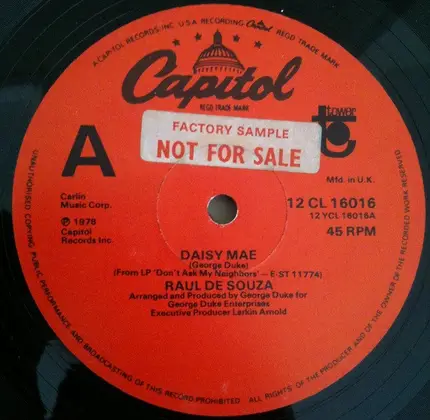 A CAPITOL RECORDS, INC., U.S.A. RECORDING Capitol REGD TRADE MARK
Capitol
REGD TRADE MARK
tower
t
A
FACTORY SAMPLE
NOT FOR SALE
Mfd. in U.K.
Carlin
Music Corp.
℗ 1978
Capitol
Records Inc.
12 CL 16016
12 YCL 16016A
45 RPM
DAISY MAE
(George Duke)
(From LP 'Don't Ask My Neighbors' – E-ST 11774)
RAUL DE SOUZA
Arranged and Produced by George Duke for
George Duke Enterprises
Executive Producer Larkin Arnold
ALL RIGHTS OF THE PRODUCER AND OF THE OWNER OF THE RECORDED WORK RESERVED.
UNAUTHORISED COPYING PUBLIC PERFORMANCE AND BROADCASTING OF THIS RECORD PROHIBITED